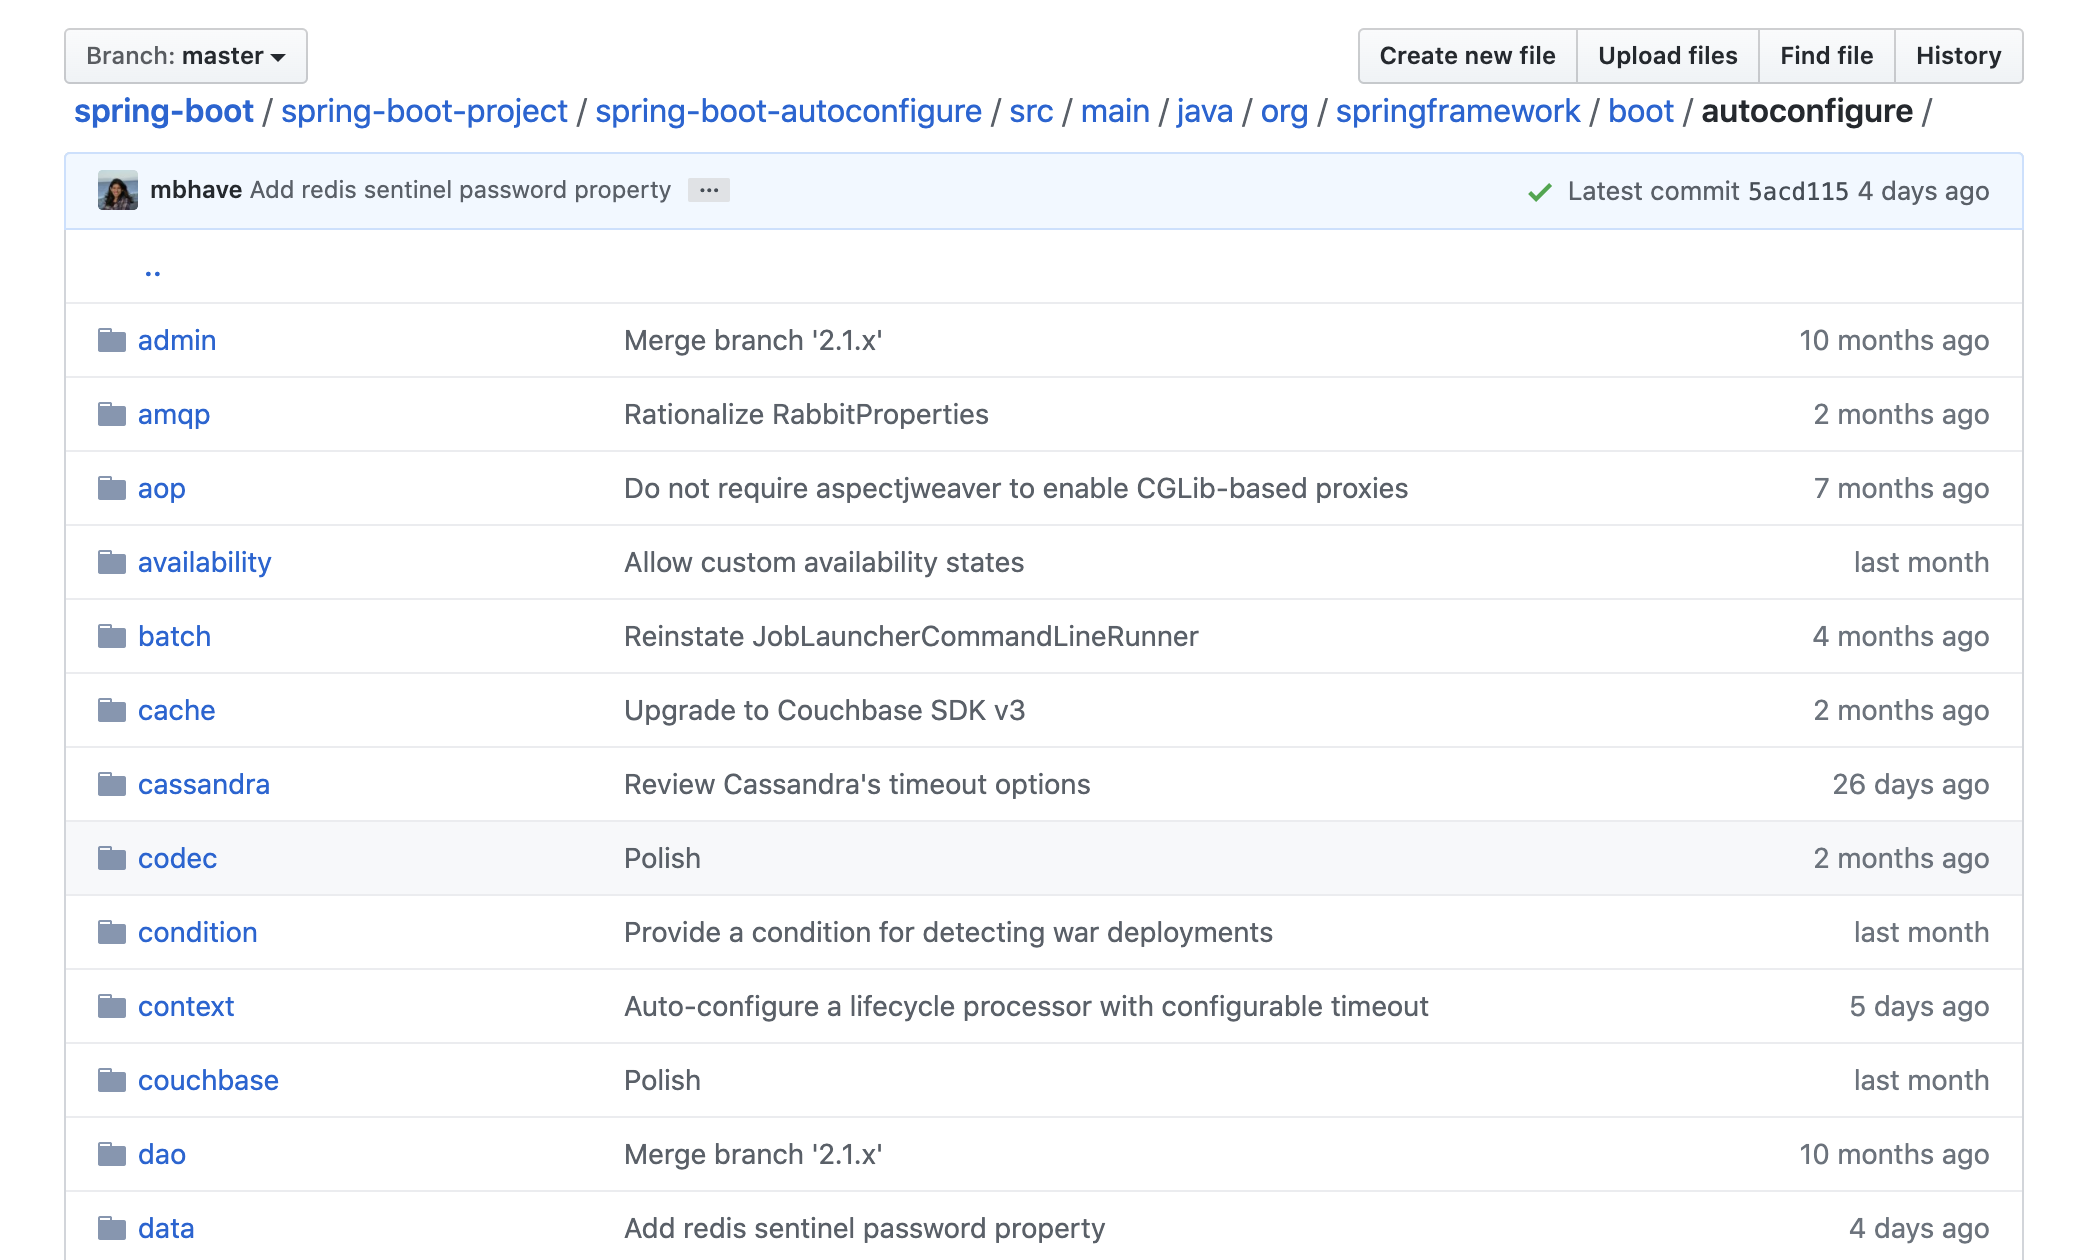 Branch: master
Create new file
Upload files
Find file
History
spring-boot / spring-boot-project / spring-boot-autoconfigure / src / main / java / org / springframework / boot / autoconfigure /
mbhave Add redis sentinel password property ...
Latest commit 5acd115 4 days ago
..
admin Merge branch '2.1.x' 10 months ago
amqp Rationalize RabbitProperties 2 months ago
aop Do not require aspectjweaver to enable CGLib-based proxies 7 months ago
availability Allow custom availability states last month
batch Reinstate JobLauncherCommandLineRunner 4 months ago
cache Upgrade to Couchbase SDK v3 2 months ago
cassandra Review Cassandra's timeout options 26 days ago
codec Polish 2 months ago
condition Provide a condition for detecting war deployments last month
context Auto-configure a lifecycle processor with configurable timeout 5 days ago
couchbase Polish last month
dao Merge branch '2.1.x' 10 months ago
data Add redis sentinel password property 4 days ago